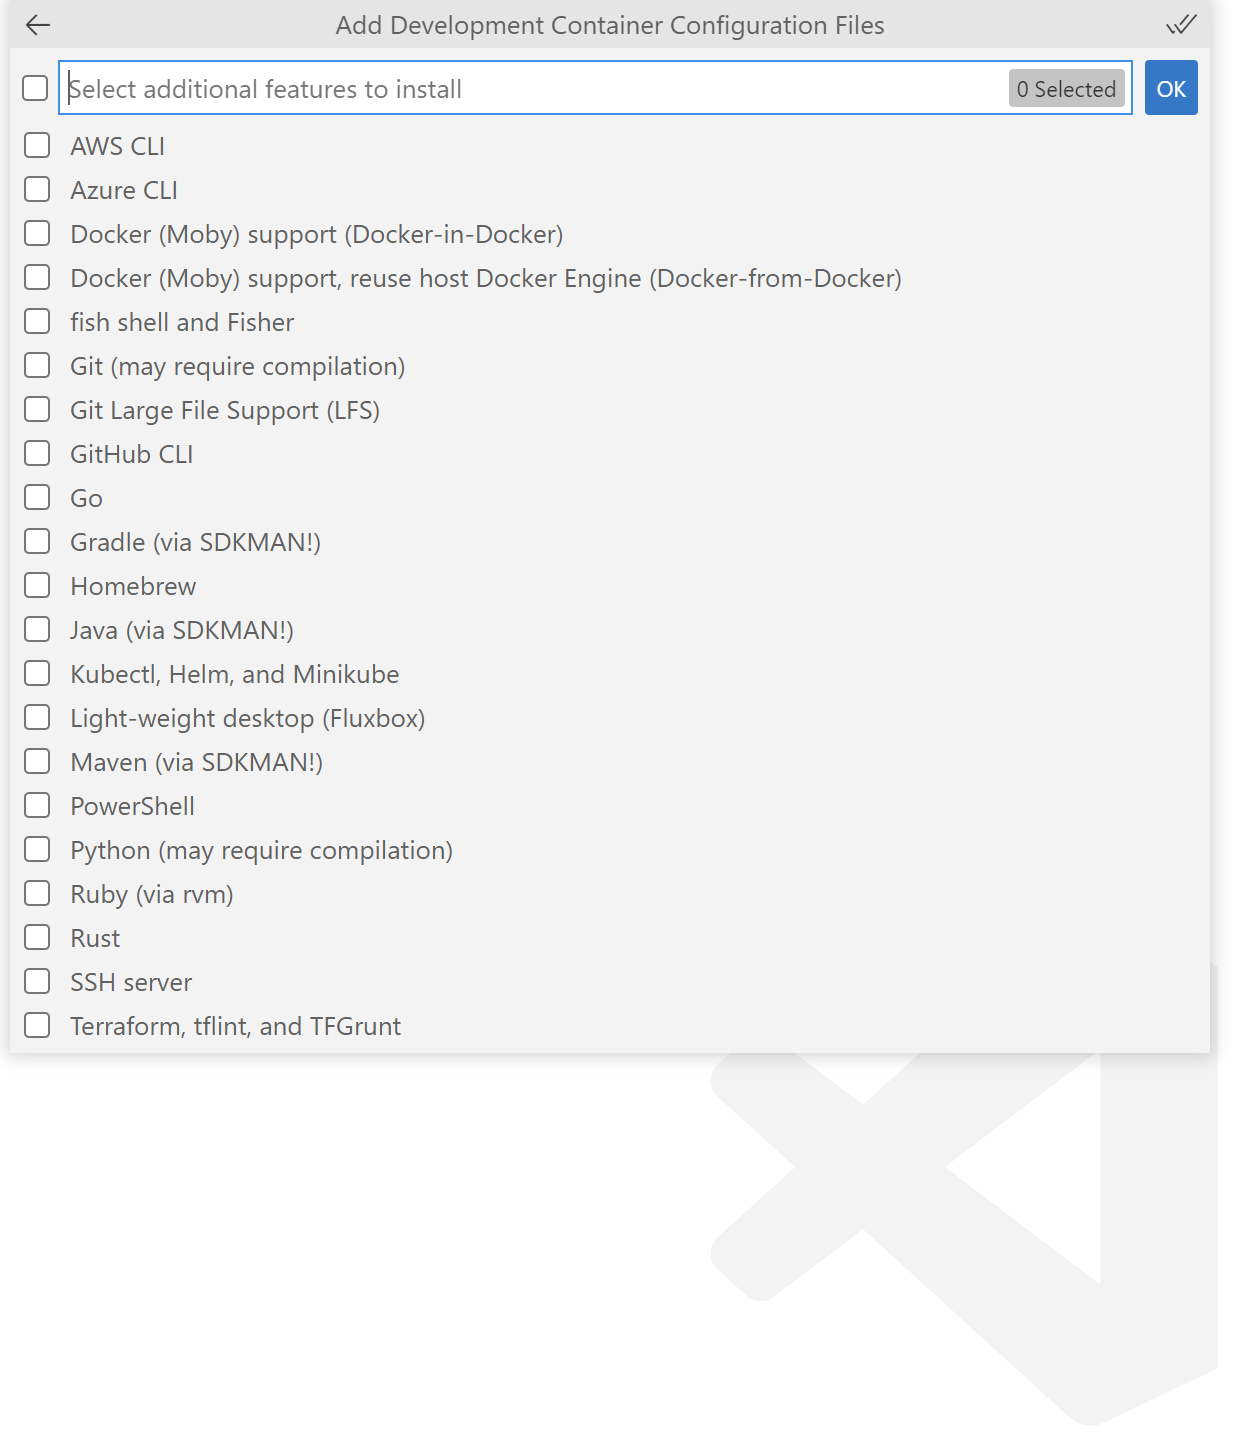 Add Development Container Configuration Files
Select additional features to install
0 Selected
OK
AWS CLI
Azure CLI
Docker (Moby) support (Docker-in-Docker)
Docker (Moby) support, reuse host Docker Engine (Docker-from-Docker)
fish shell and Fisher
Git (may require compilation)
Git Large File Support (LFS)
GitHub CLI
Go
Gradle (via SDKMAN!)
Homebrew
Java (via SDKMAN!)
Kubectl, Helm, and Minikube
Light-weight desktop (Fluxbox)
Maven (via SDKMAN!)
PowerShell
Python (may require compilation)
Ruby (via rvm)
Rust
SSH server
Terraform, tflint, and TFGrunt